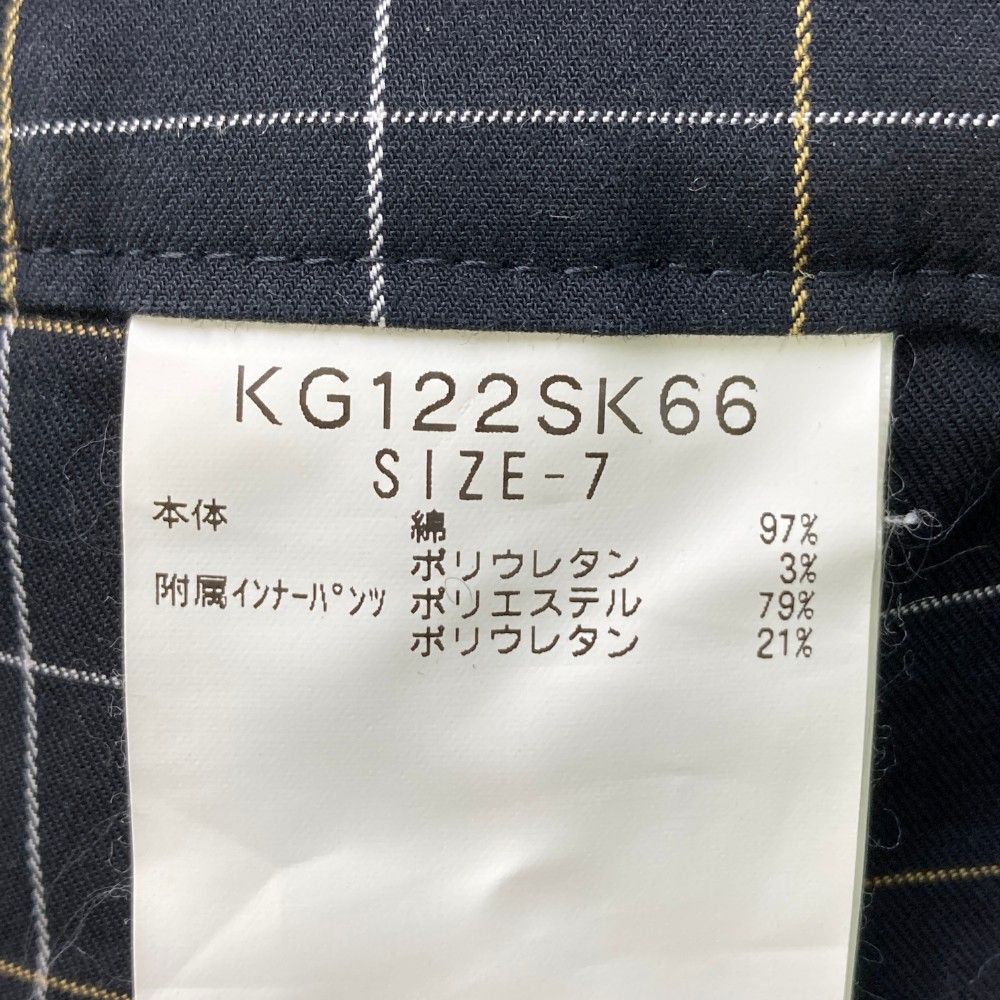 KG122SK66
SIZE-7
本体 綿 97%
ポリウレタン 3%
附属インナーパンツ ポリエステル 79%
ポリウレタン 21%